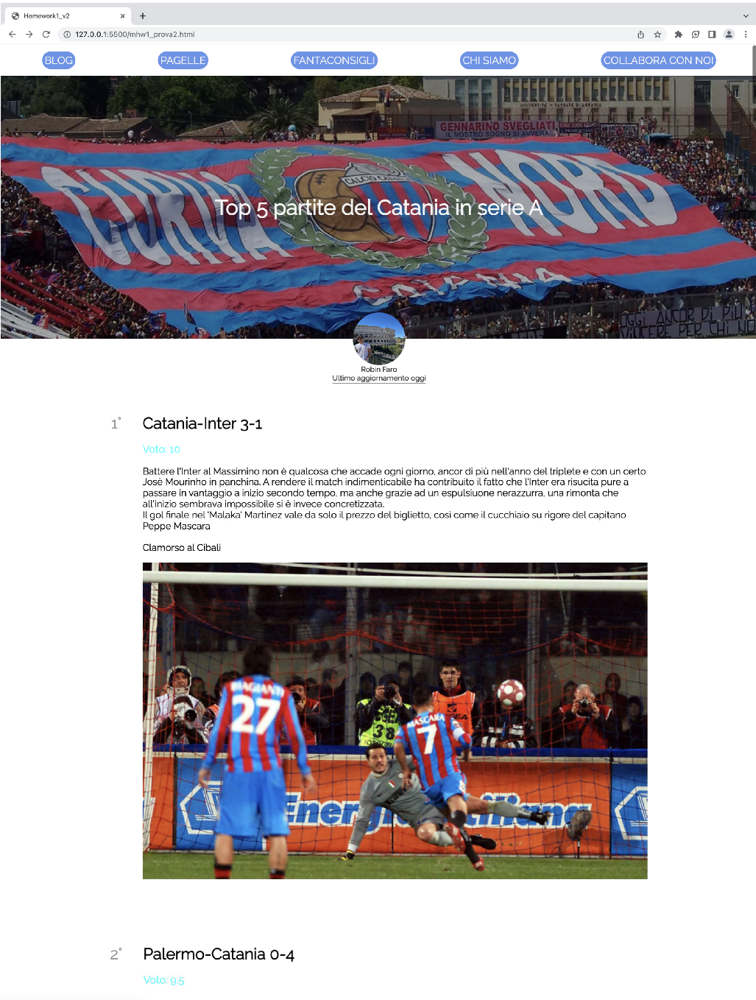 Homework1_v2
127.0.0.1:5500/mhw1_prova2.html
BLOG PAGELLE FANTACONSIGLI CHI SIAMO COLLABORA CON NOI
UNIVERSITÀ - FACOLTÀ DI AGRARIA
GENNARINO SVEGLIATI
IL NOSTRO SOGNO SI AVVERA
CURVA NORD
CALCIO CATANIA
Top 5 partite del Catania in serie A
CATANIA
OGGI ANCOR DI PIÙ
VINCERE PER
Robin Faro
Ultimo aggiornamento oggi
1° Catania-Inter 3-1
Voto: 10
Battere l'Inter al Massimino non è qualcosa che accade ogni giorno, ancor di più nell'anno del triplete e con un certo
Josè Mourinho in panchina. A rendere il match indimenticabile ha contribuito il fatto che l'Inter era risucita pure a
passare in vantaggio a inizio secondo tempo, ma anche grazie ad un espulsiuone nerazzurra, una rimonta che
all'inizio sembrava impossibile si è invece concretizzata.
Il gol finale nel 'Malaka' Martinez vale da solo il prezzo del biglietto, così come il cucchiaio su rigore del capitano
Peppe Mascara
Clamorso al Cibali
BIAGIANTI
27
MASCARA
7
38
Energia Siciliana
2° Palermo-Catania 0-4
Voto: 9.5